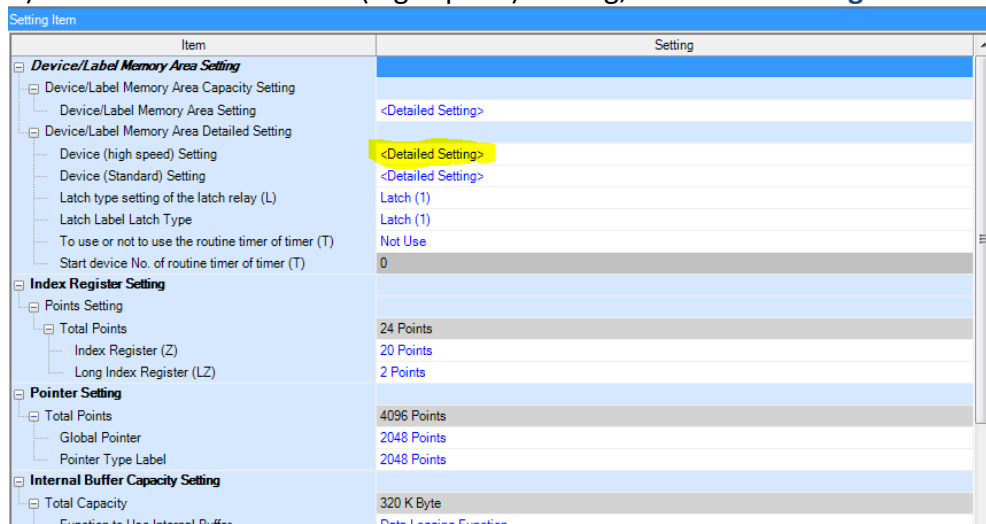 Setting Item
Item Setting
Device/Label Memory Area Setting
Device/Label Memory Area Capacity Setting
Device/Label Memory Area Setting <Detailed Setting>
Device/Label Memory Area Detailed Setting
Device (high speed) Setting <Detailed Setting>
Device (Standard) Setting <Detailed Setting>
Latch type setting of the latch relay (L) Latch (1)
Latch Label Latch Type Latch (1)
To use or not to use the routine timer of timer (T) Not Use
Start device No. of routine timer of timer (T) 0
Index Register Setting
Points Setting
Total Points 24 Points
Index Register (Z) 20 Points
Long Index Register (LZ) 2 Points
Pointer Setting
Total Points 4096 Points
Global Pointer 2048 Points
Pointer Type Label 2048 Points
Internal Buffer Capacity Setting
Total Capacity 320 K Byte
Function to Use Internal Buffer Data Logging Function